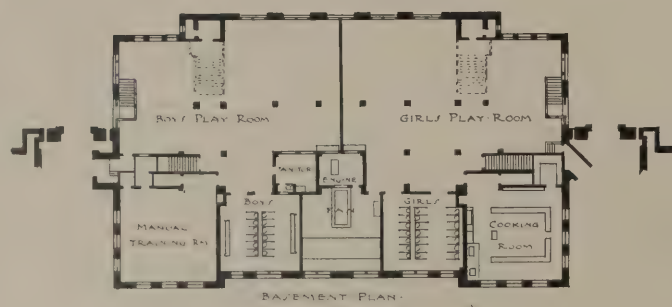 BOYS PLAY ROOM
GIRLS PLAY-ROOM
JANITOR
ENGINE
BOYS
GIRLS
MANUAL
TRAINING RM
COOKING
ROOM
BASEMENT PLAN.